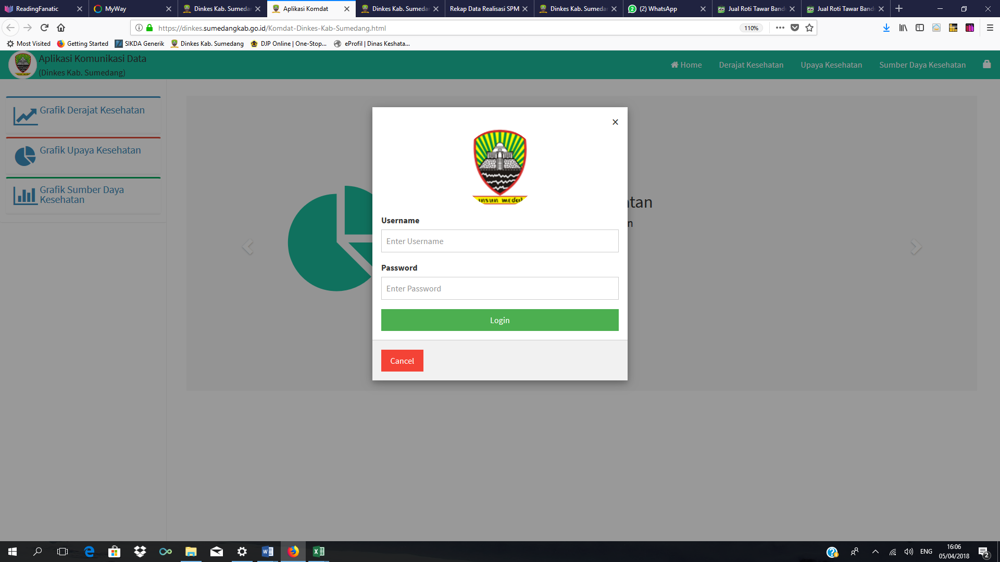 ReadingFanatic
MyWay
Dinkes Kab. Sumeda
Aplikasi Komdat
Dinkes Kab. Sumeda
Rekap Data Realisasi SPM
Dinkes Kab. Sumeda
(2) WhatsApp
Jual Roti Tawar Band
Jual Roti Tawar Band
https://dinkes.sumedangkab.go.id/Komdat-Dinkes-Kab-Sumedang.html
110%
Most Visited
Getting Started
SIKDA Generik
Dinkes Kab. Sumedang
DJP Online | One-Stop...
eProfil | Dinas Keshata...
Aplikasi Komunikasi Data
(Dinkes Kab. Sumedang)
Home
Derajat Kesehatan
Upaya Kesehatan
Sumber Daya Kesehatan
Grafik Derajat Kesehatan
Grafik Upaya Kesehatan
Grafik Sumber Daya
Kesehatan
atan
n
×
Username
Enter Username
Password
Enter Password
Login
Cancel
ENG
16:06
05/04/2018
2